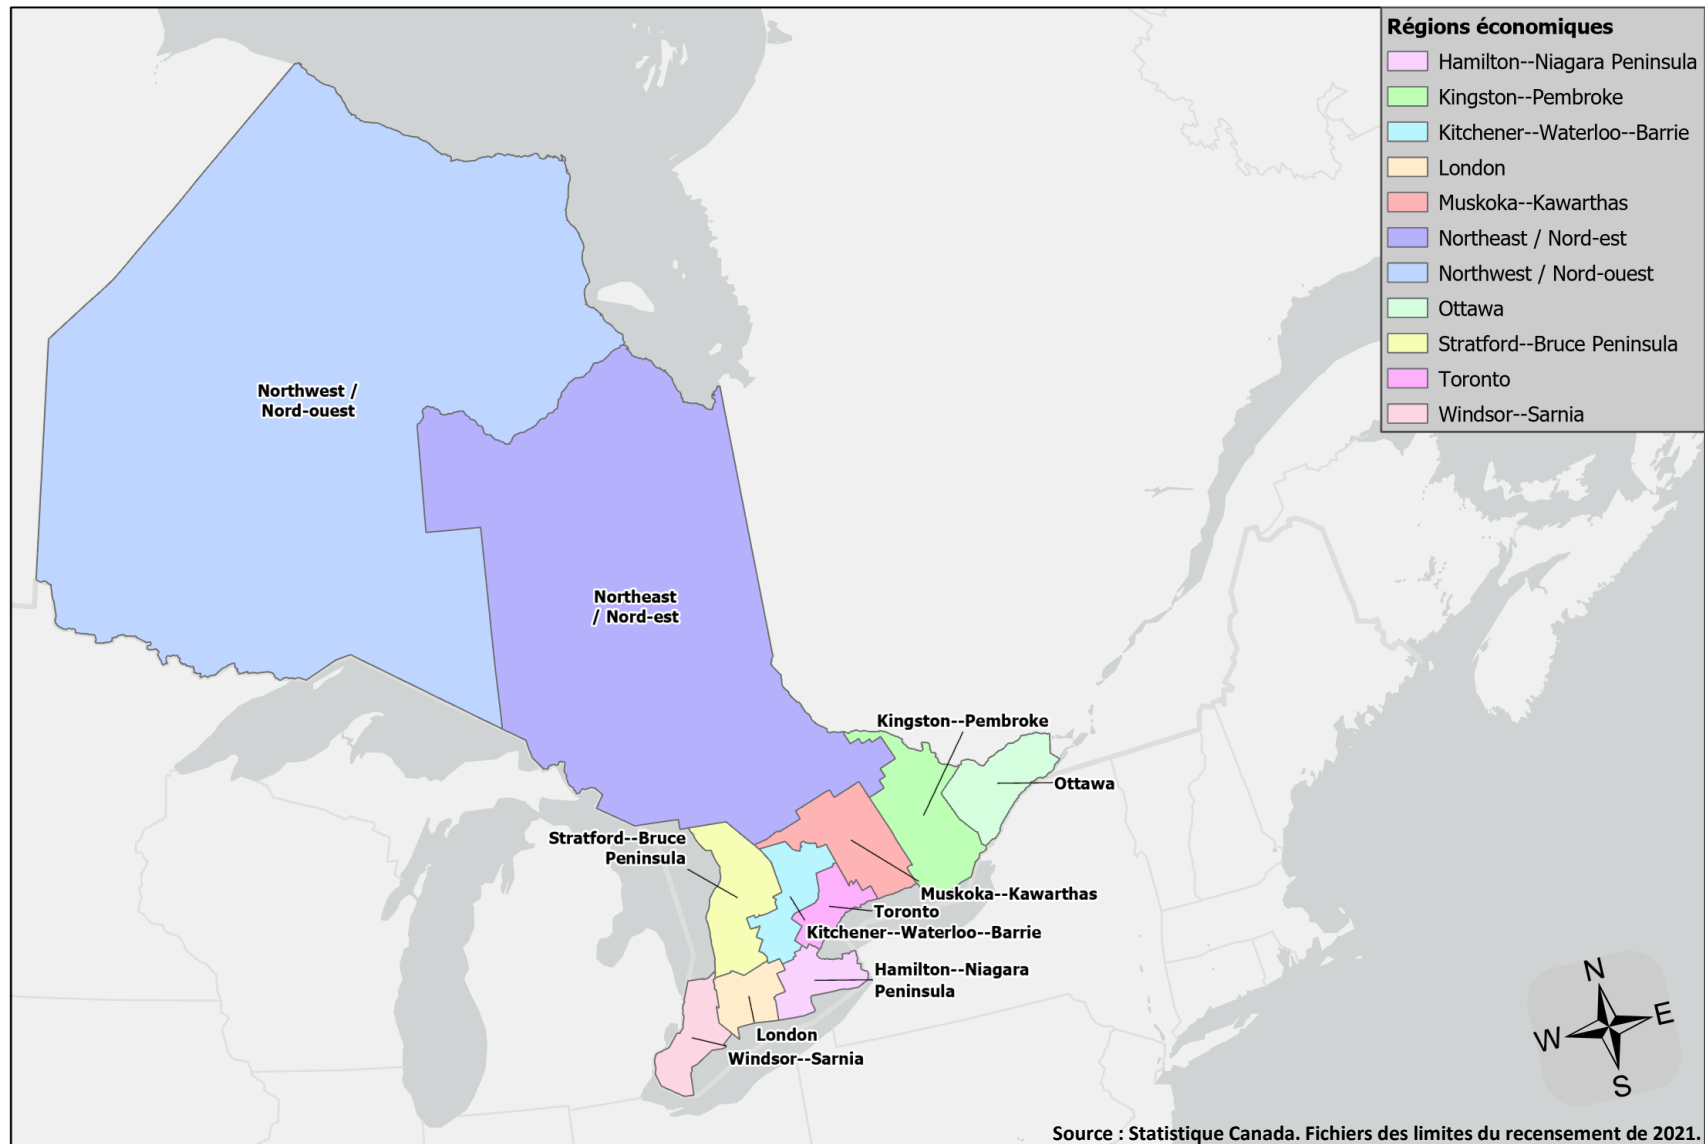 Régions économiques
Hamilton--Niagara Peninsula
Kingston--Pembroke
Kitchener--Waterloo--Barrie
London
Muskoka--Kawarthas
Northeast / Nord-est
Northwest / Nord-ouest
Ottawa
Stratford--Bruce Peninsula
Toronto
Windsor--Sarnia
Northwest /
Nord-ouest
Northeast
/ Nord-est
Kingston--Pembroke
Ottawa
Stratford--Bruce
Peninsula
Muskoka--Kawarthas
Toronto
Kitchener--Waterloo--Barrie
Hamilton--Niagara
Peninsula
London
Windsor--Sarnia
N
E
W
S
Source : Statistique Canada. Fichiers des limites du recensement de 2021.